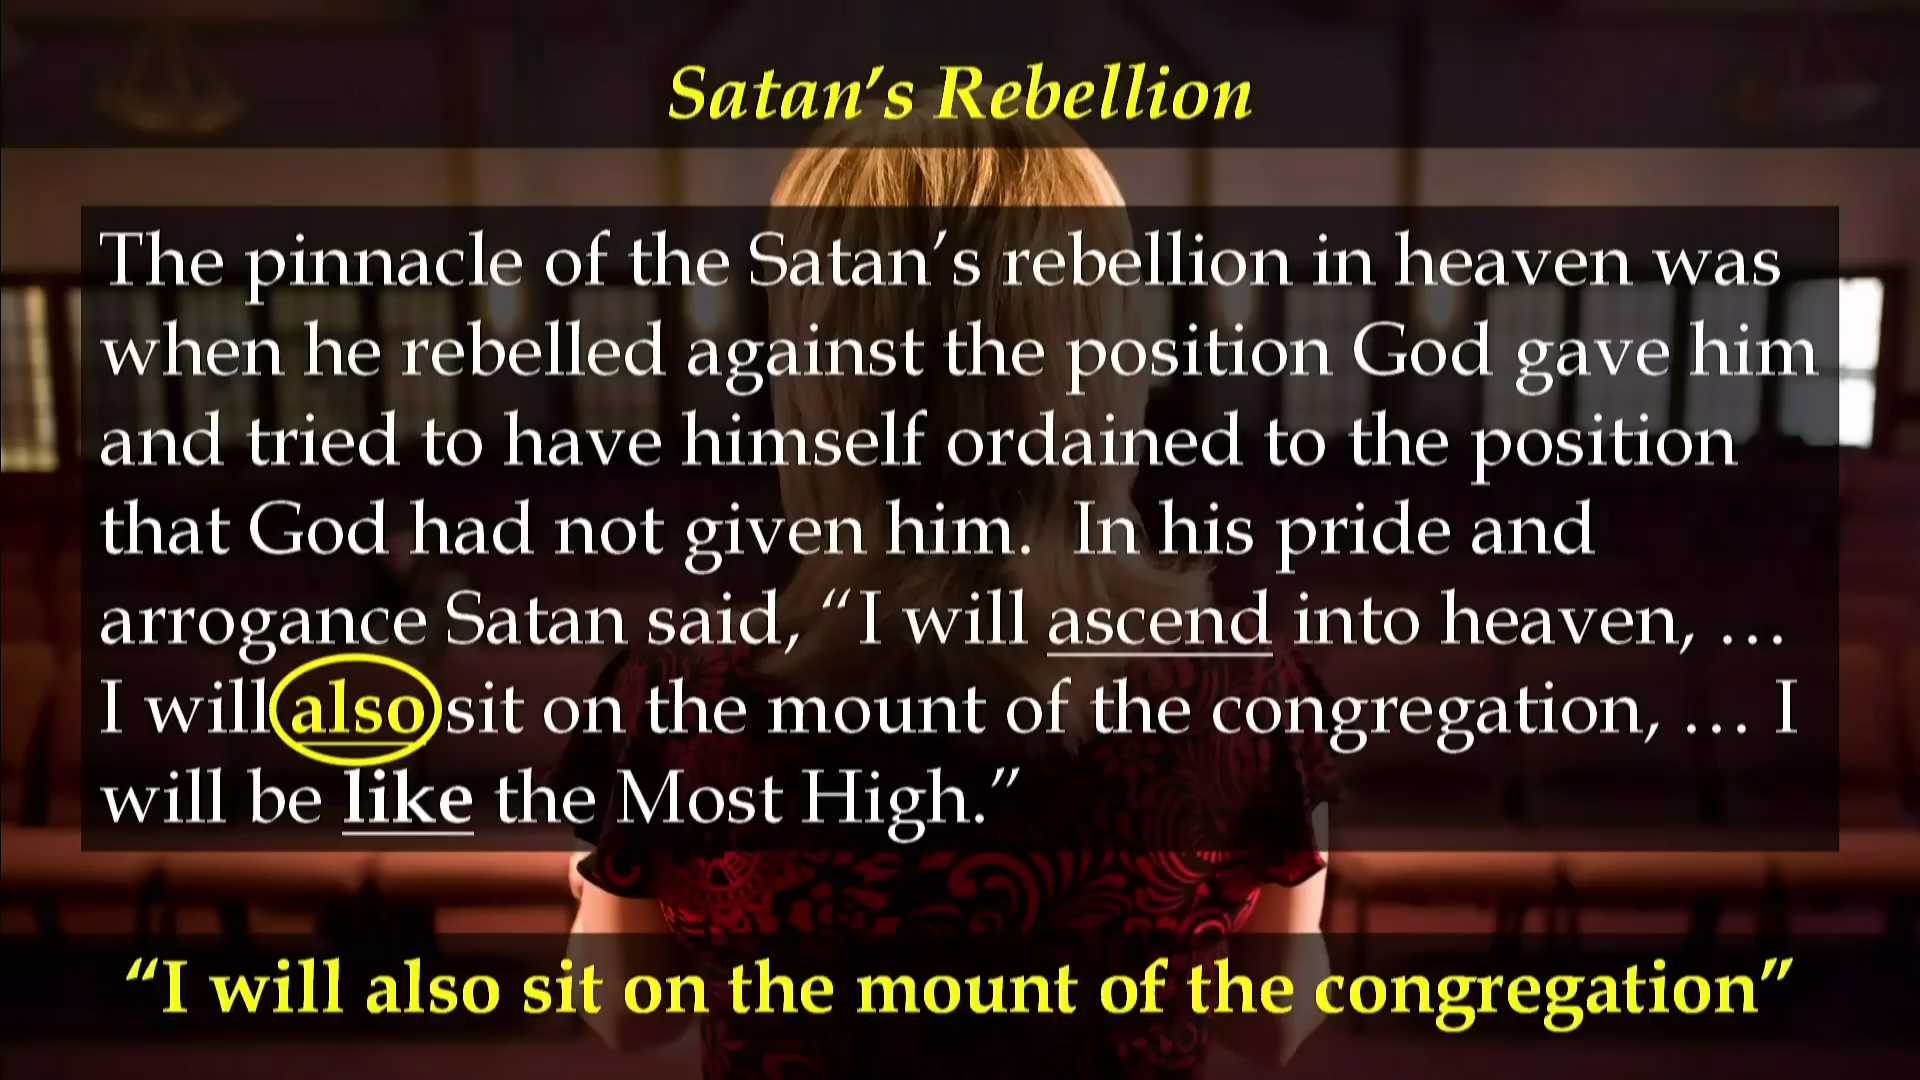 Satan’s Rebellion
The pinnacle of the Satan’s rebellion in heaven was
when he rebelled against the position God gave him
and tried to have himself ordained to the position
that God had not given him.  In his pride and
arrogance Satan said, “I will ascend into heaven, …
I will also sit on the mount of the congregation, … I
will be like the Most High.”
“I will also sit on the mount of the congregation”